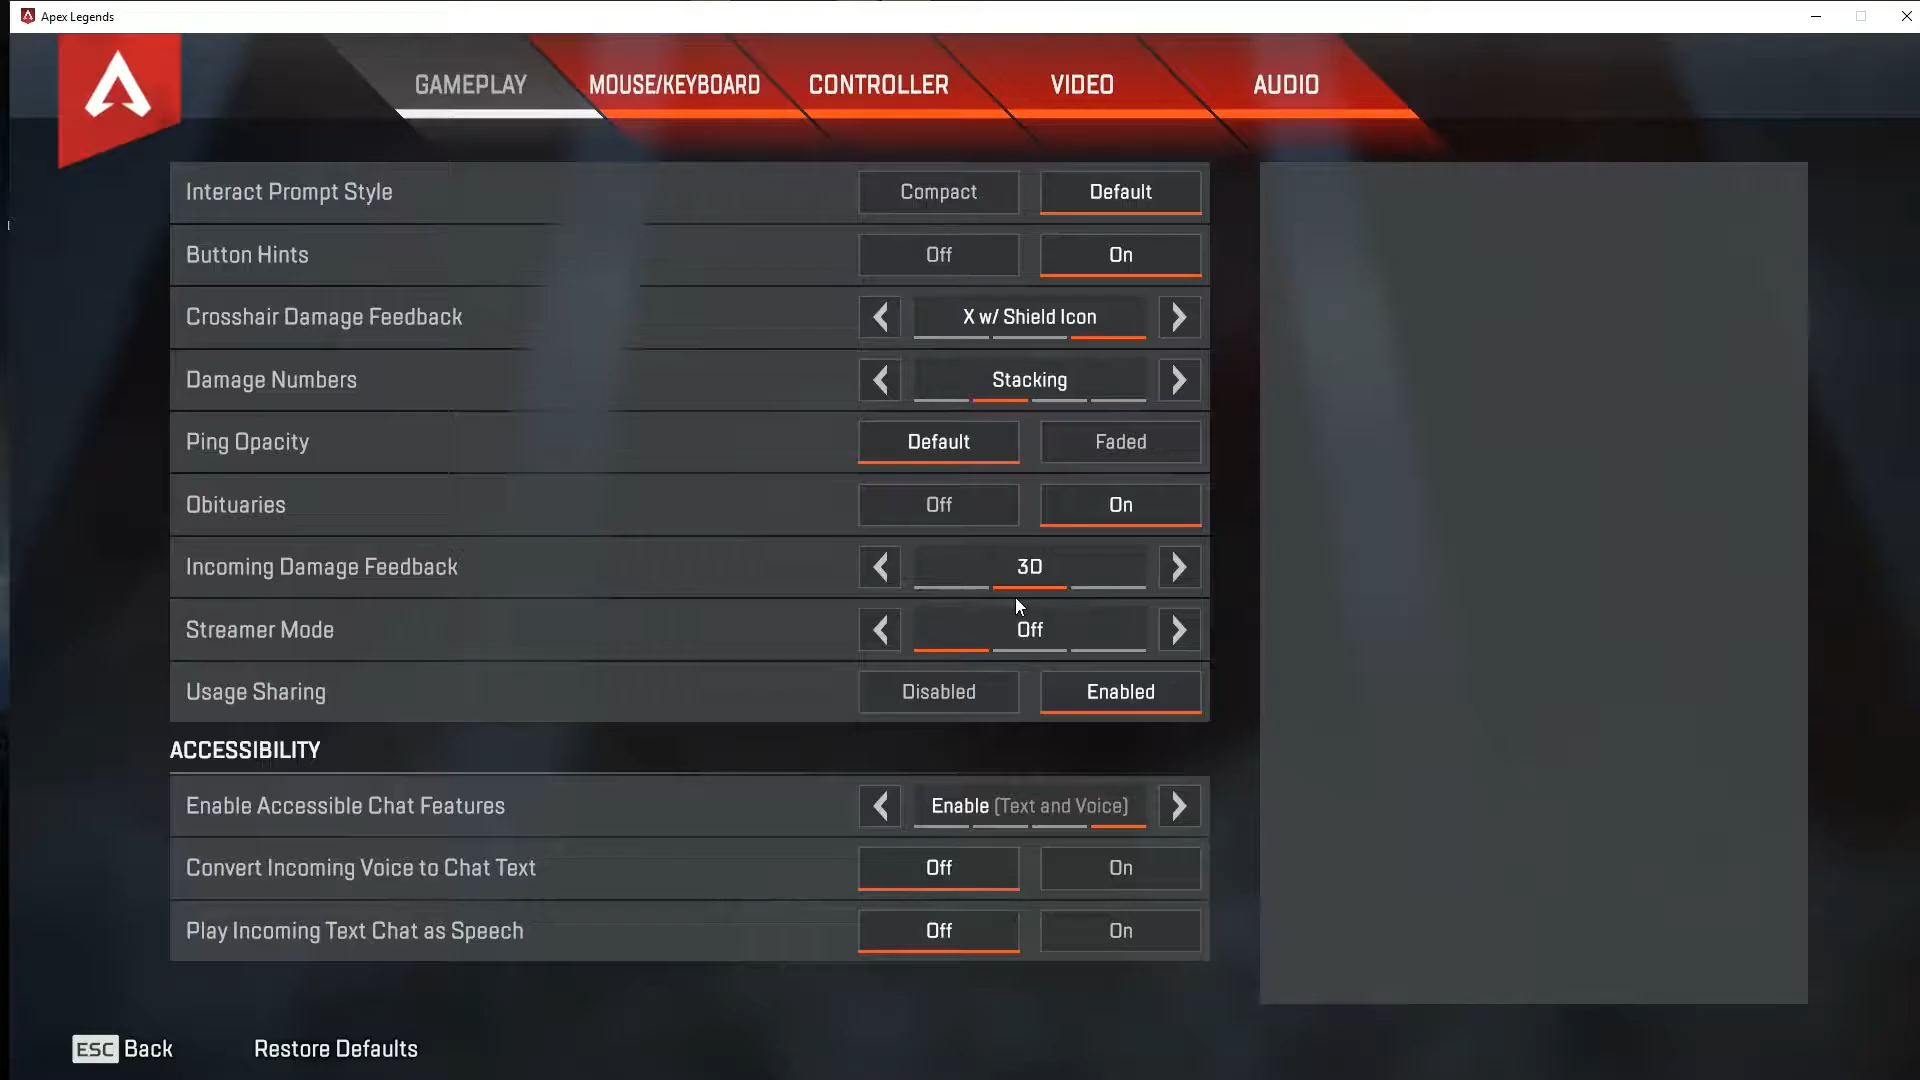 Apex Legends
GAMEPLAY
MOUSE/KEYBOARD
CONTROLLER
VIDEO
AUDIO
Interact Prompt Style
Compact
Default
Button Hints
Off
On
Crosshair Damage Feedback
X w/ Shield Icon
Damage Numbers
Stacking
Ping Opacity
Default
Faded
Obituaries
Off
On
Incoming Damage Feedback
3D
Streamer Mode
Off
Usage Sharing
Disabled
Enabled
ACCESSIBILITY
Enable Accessible Chat Features
Enable [Text and Voice]
Convert Incoming Voice to Chat Text
Off
On
Play Incoming Text Chat as Speech
Off
On
ESC Back
Restore Defaults